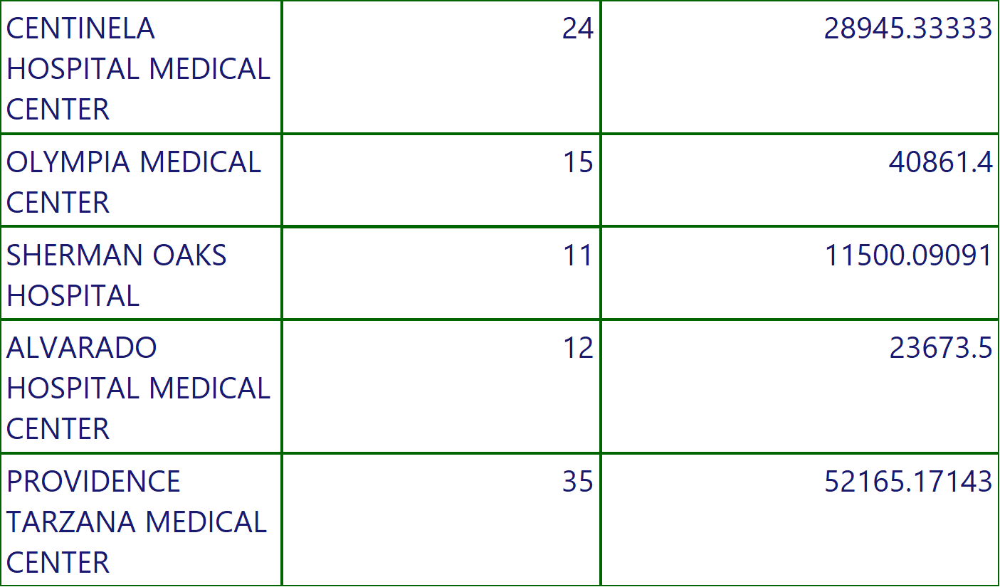 CENTINELA 24 28945.33333
HOSPITAL MEDICAL
CENTER
OLYMPIA MEDICAL 15 40861.4
CENTER
SHERMAN OAKS 11 11500.09091
HOSPITAL
ALVARADO 12 23673.5
HOSPITAL MEDICAL
CENTER
PROVIDENCE 35 52165.17143
TARZANA MEDICAL
CENTER